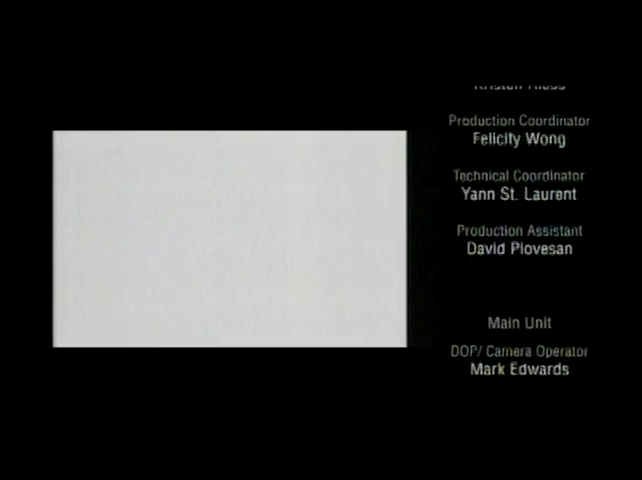 Production Coordinator
Felicity Wong
Technical Coordinator
Yann St. Laurent
Production Assistant
David Piovesan
Main Unit
DOP/ Camera Operator
Mark Edwards